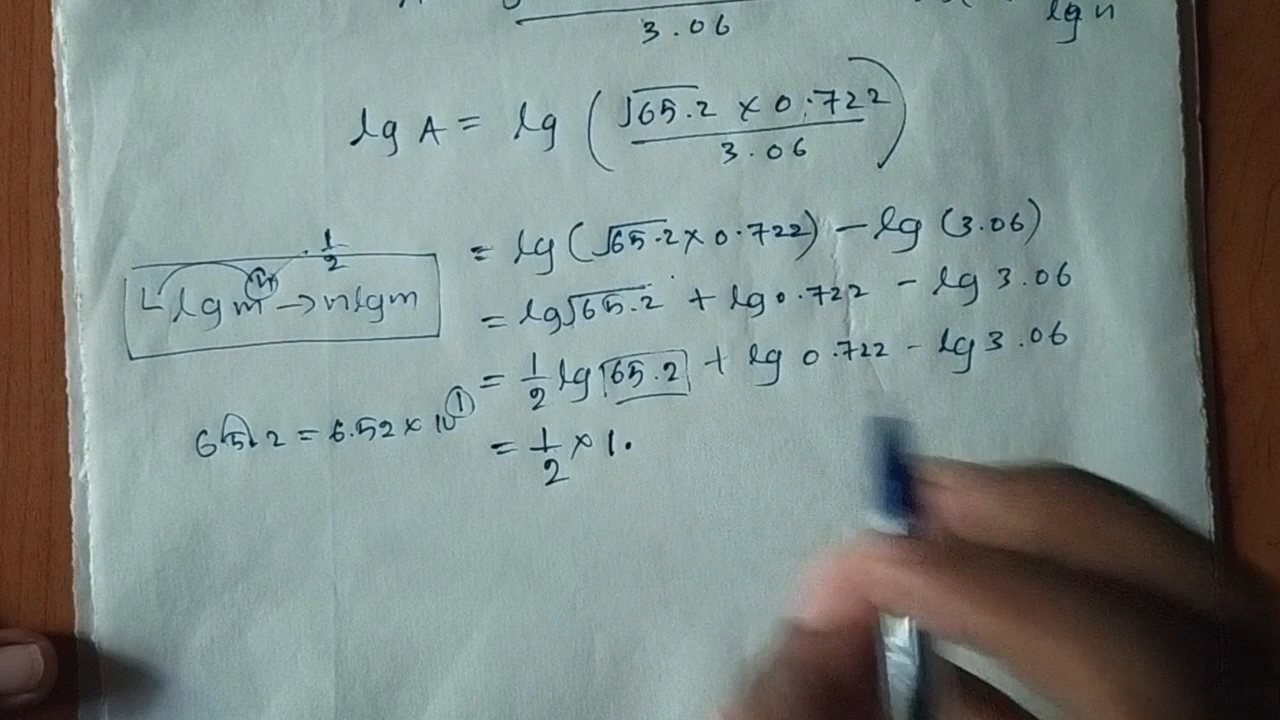 3.06
lg n
lg A = lg ( √65.2 × 0.722 / 3.06 )
= lg (√65.2 × 0.722) - lg (3.06)
1/2
lg m → n lg m
= lg √65.2 + lg 0.722 - lg 3.06
= 1/2 lg 65.2 + lg 0.722 - lg 3.06
65.2 = 6.52 × 10^1
= 1/2 × 1.